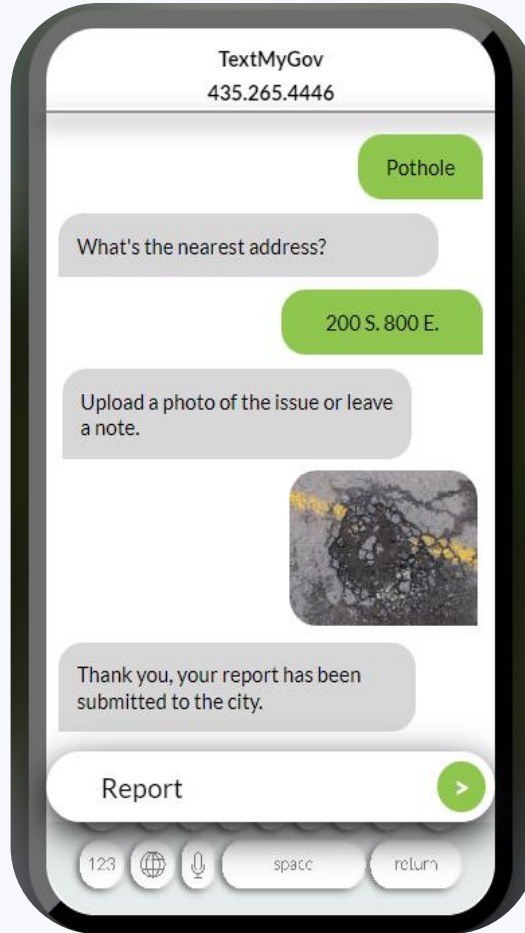 TextMyGov
435.265.4446
Pothole
What's the nearest address?
200 S. 800 E.
Upload a photo of the issue or leave
a note.
Thank you, your report has been
submitted to the city.
Report
>
123
space
return